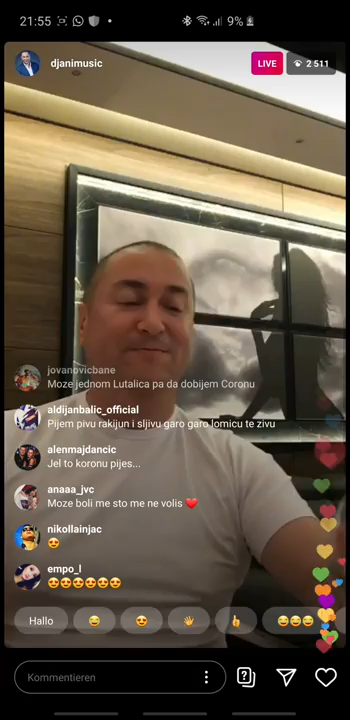 21:55
9%
djanimusic
LIVE
2 511
jovanovicbane
Moze jednom Lutalica pa da dobijem Coronu
aldijanbalic_official
Pijem pivu rakijun i sljivu garo garo lomicu te zivu
alenmajdancic
Jel to koronu pijes...
anaaa_jvc
Moze boli me sto me ne volis ❤️
nikollainjac
😍
empo_l
😍😍😍😍😍😍
Hallo 😂 😍 👋 👆 😂😂😂
Kommentieren